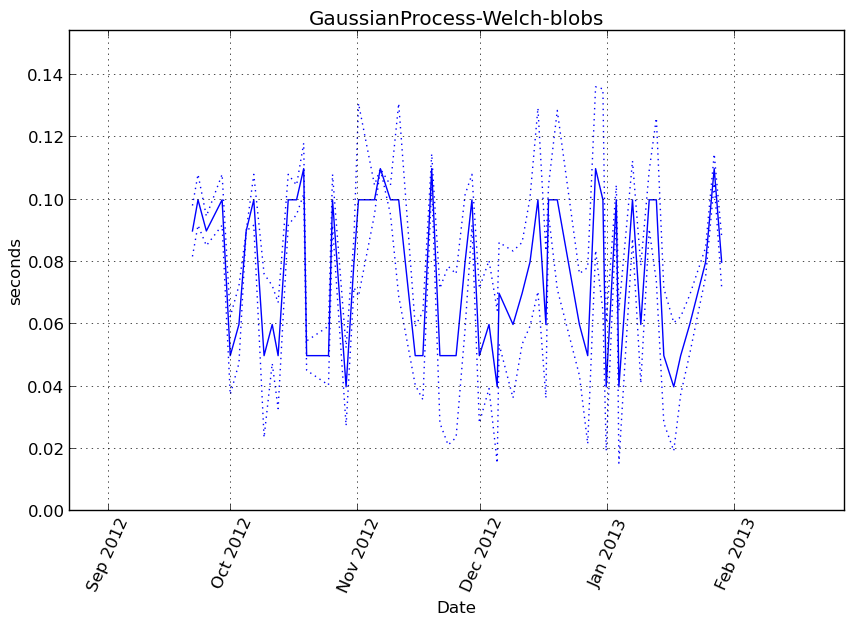 GaussianProcess-Welch-blobs
0.14
0.12
0.10
0.08
0.06
0.04
0.02
0.00
seconds
Sep 2012
Oct 2012
Nov 2012
Dec 2012
Jan 2013
Feb 2013
Date